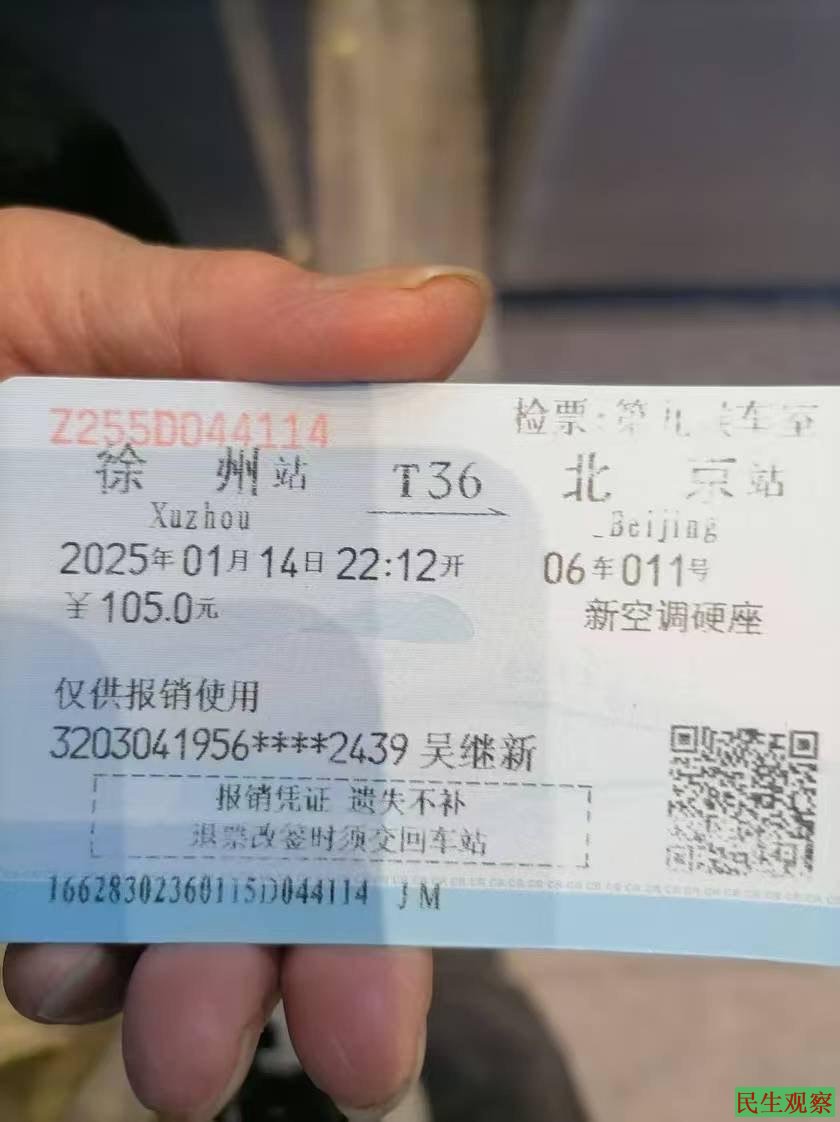 Z255D044114
检票:第九候车室
徐州站 T36 北京站
Xuzhou Beijing
2025年01月14日22:12开 06车011号
¥105.0元 新空调硬座
仅供报销使用
3203041956****2439 吴继新
报销凭证 遗失不补
退票改签时须交回车站
16628302360115D044114 JM
民生观察